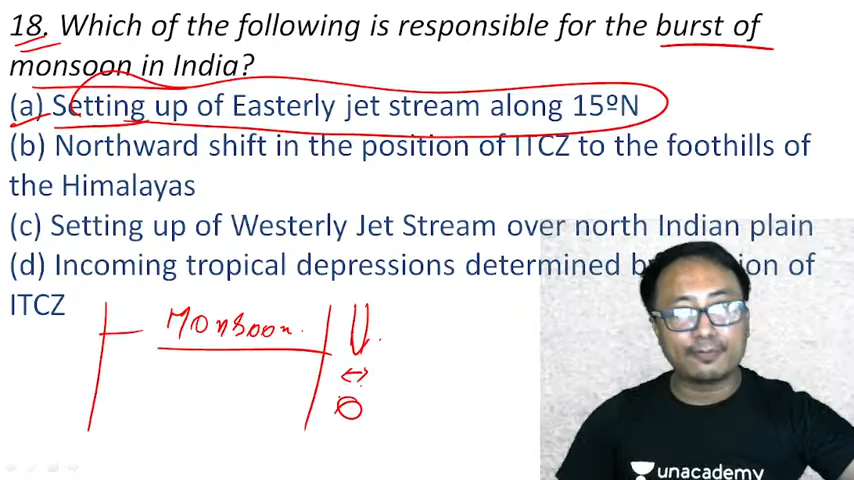 18. Which of the following is responsible for the burst of
monsoon in India?
(a) Setting up of Easterly jet stream along 15ºN
(b) Northward shift in the position of ITCZ to the foothills of
the Himalayas
(c) Setting up of Westerly Jet Stream over north Indian plain
(d) Incoming tropical depressions determined of
ITCZ
Monsoon.
unacademy